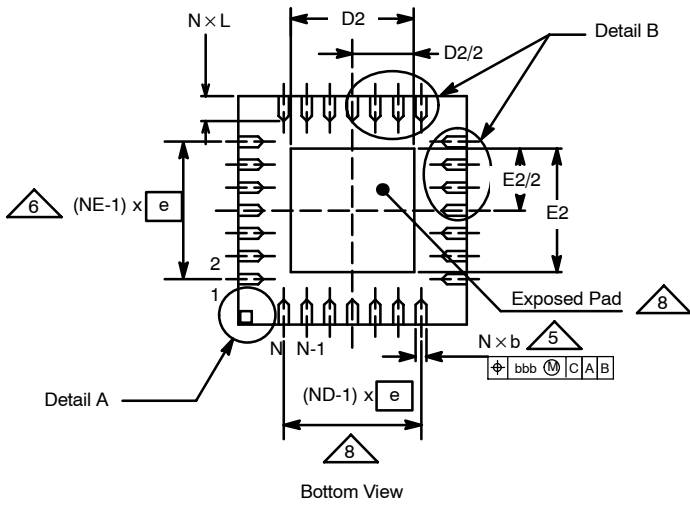 D2
N×L
D2/2
Detail B
6 (NE-1) x e
E2/2
E2
2
1
Exposed Pad 8
N N-1
N×b 5
⌖ bbb Ⓜ C A B
(ND-1) x e
Detail A
8
Bottom View